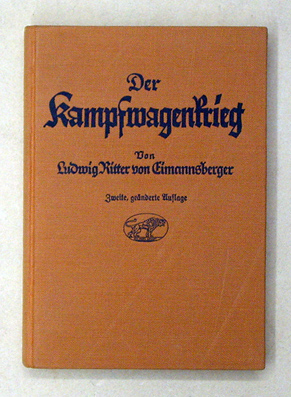 Der
Kampfwagenkrieg
Von
Ludwig Ritter von Eimannsberger
Zweite, geänderte Auflage